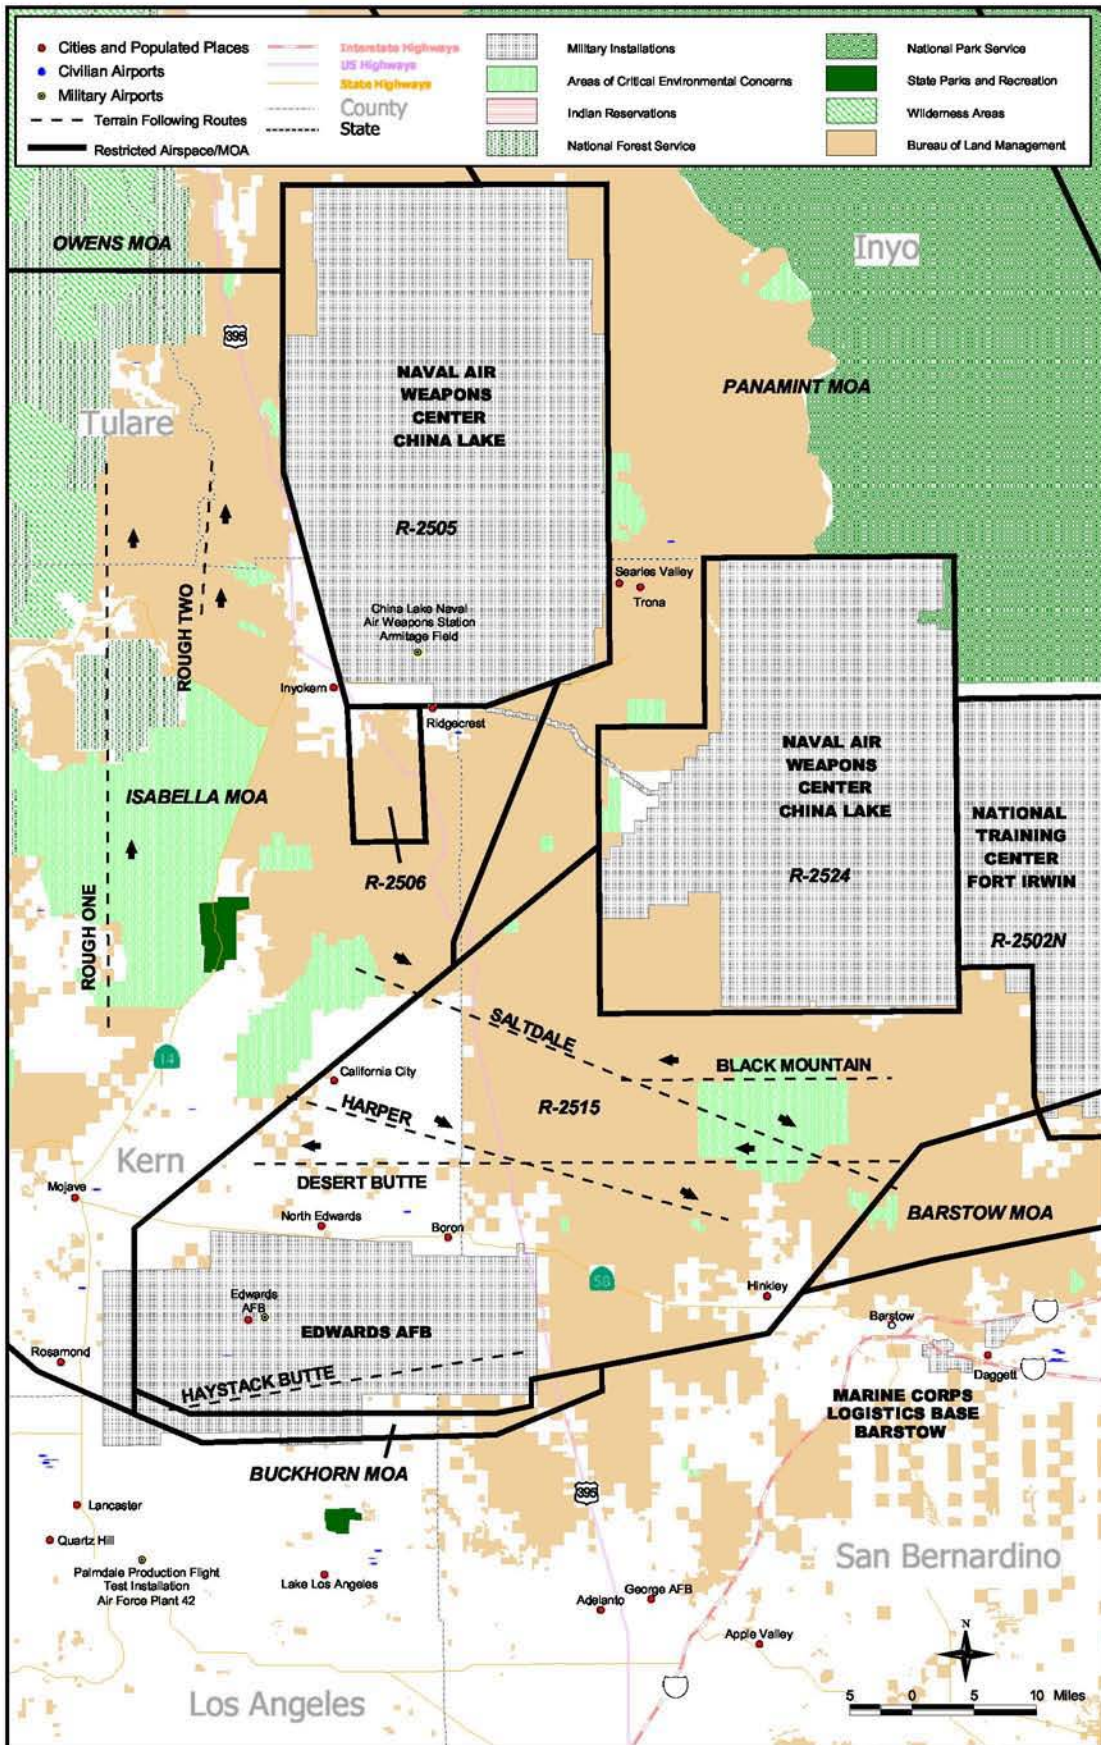 Cities and Populated Places
Civilian Airports
Military Airports
Terrain Following Routes
Restricted Airspace/MOA
Interstate Highways
US Highways
State Highways
County
State
Military Installations
Areas of Critical Environmental Concerns
Indian Reservations
National Forest Service
National Park Service
State Parks and Recreation
Wilderness Areas
Bureau of Land Management
OWENS MOA
Inyo
395
NAVAL AIR
WEAPONS
CENTER
CHINA LAKE
PANAMINT MOA
Tulare
R-2505
Searles Valley
Trona
China Lake Naval
Air Weapons Station
Armitage Field
ROUGH TWO
Inyokern
Ridgecrest
NAVAL AIR
WEAPONS
CENTER
CHINA LAKE
ISABELLA MOA
NATIONAL
TRAINING
CENTER
FORT IRWIN
R-2506
R-2524
ROUGH ONE
R-2502N
SALTDALE
14
BLACK MOUNTAIN
California City
HARPER
R-2515
Kern
DESERT BUTTE
Mojave
North Edwards
Boron
BARSTOW MOA
58
Hinkley
Edwards
AFB
EDWARDS AFB
Barstow
Rosamond
HAYSTACK BUTTE
Daggett
MARINE CORPS
LOGISTICS BASE
BARSTOW
BUCKHORN MOA
395
Lancaster
Quartz Hill
Palmdale Production Flight
Test Installation
Air Force Plant 42
Lake Los Angeles
San Bernardino
George AFB
Adelanto
Apple Valley
N
Los Angeles
5 0 5 10 Miles